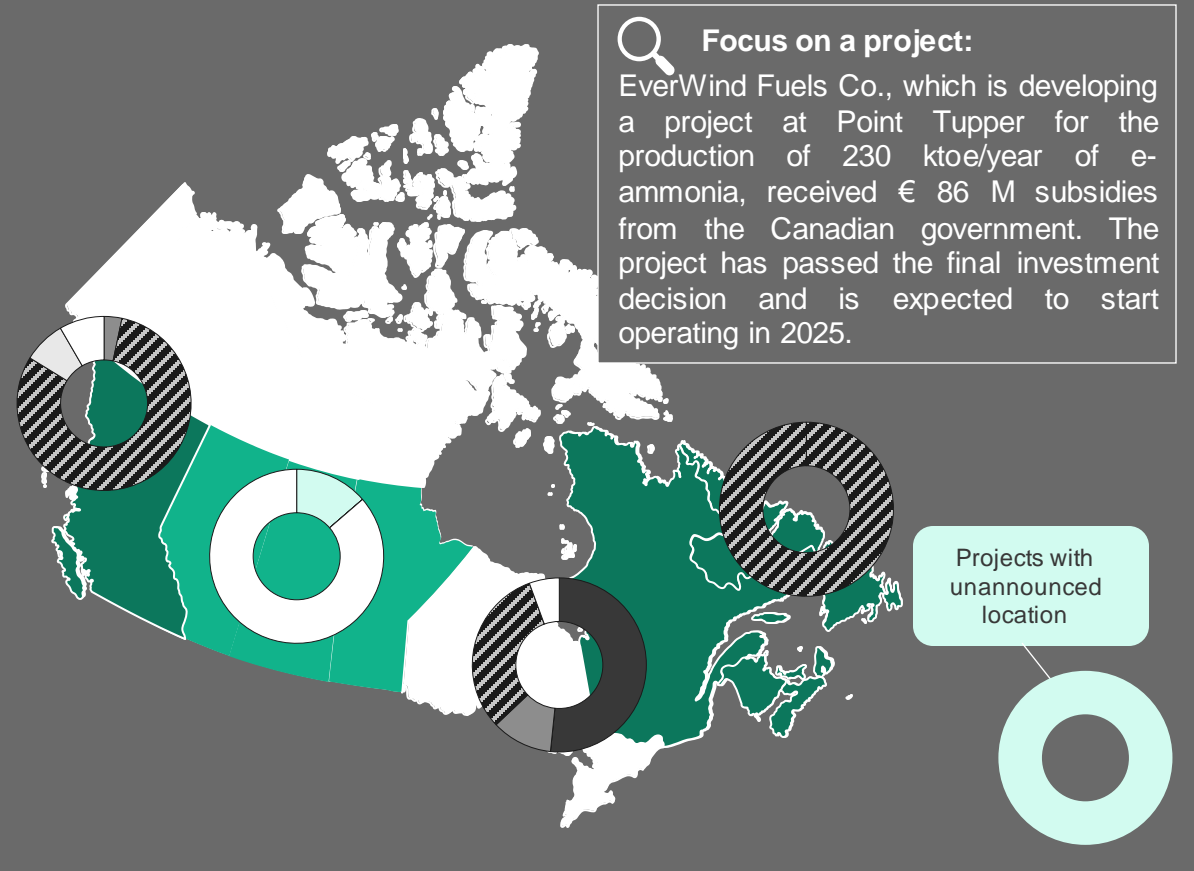 Focus on a project:
EverWind Fuels Co., which is developing
a project at Point Tupper for the
production of 230 ktoe/year of e-
ammonia, received € 86 M subsidies
from the Canadian government. The
project has passed the final investment
decision and is expected to start
operating in 2025.
Projects with
unannounced
location